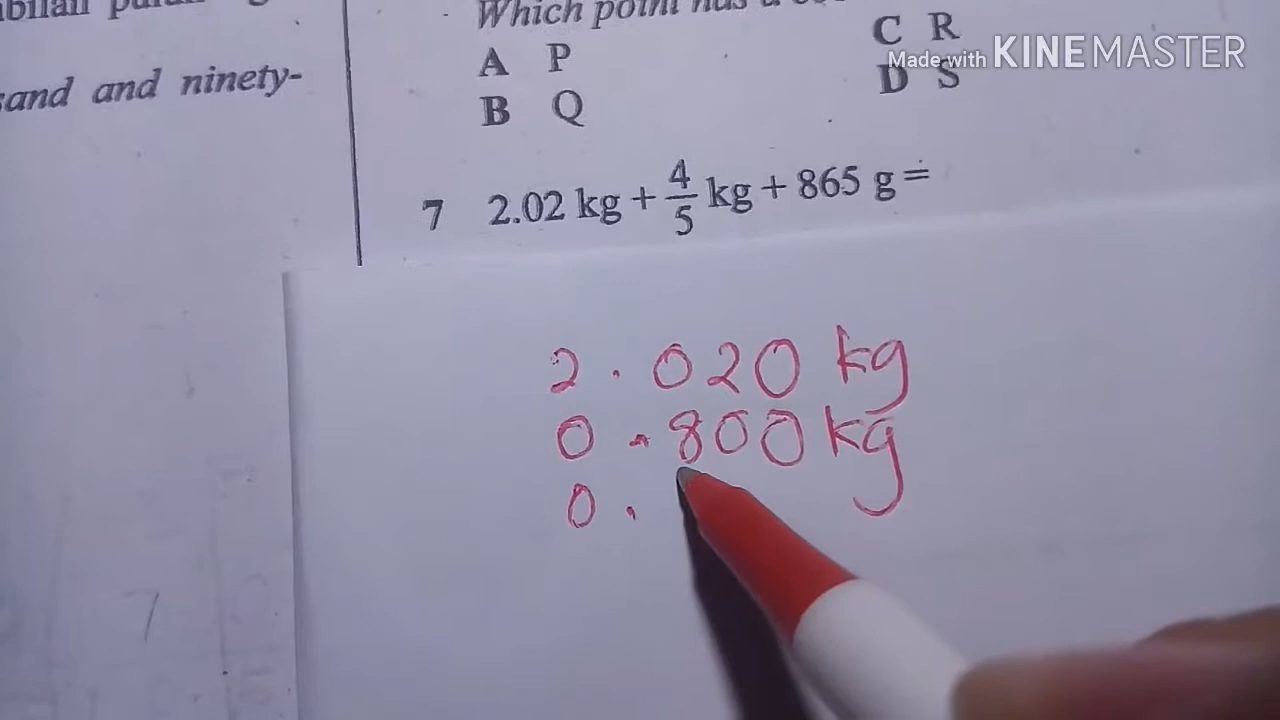 sand and ninety-
Which point has a
A P
B Q
C R
D S
Made with KINEMASTER
7 2.02 kg + 4/5 kg + 865 g =
2.020 kg
0.800 kg
0.
7